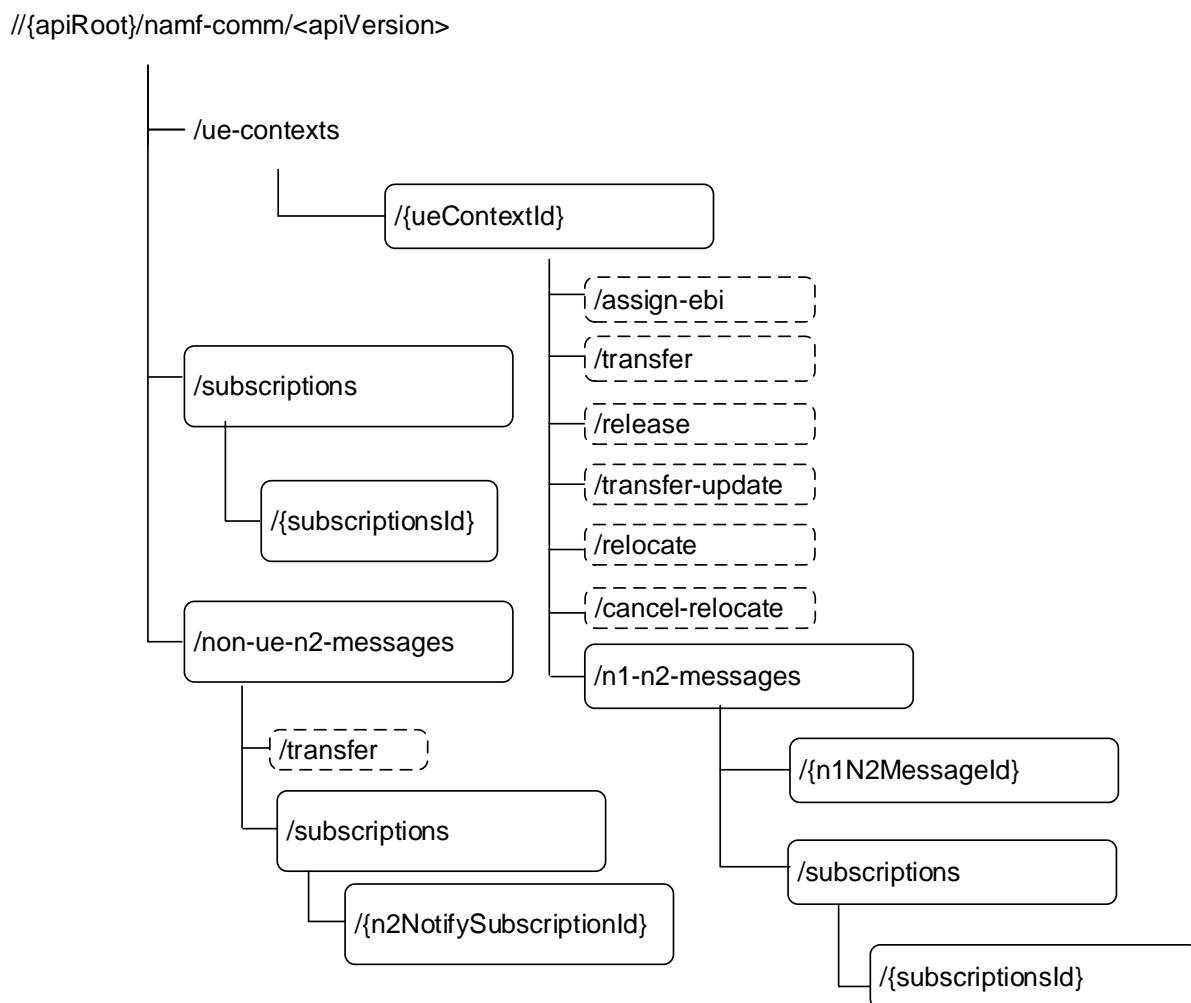 //{apiRoot}/namf-comm/<apiVersion>
/ue-contexts
/{ueContextId}
/assign-ebi
/transfer
/release
/transfer-update
/relocate
/cancel-relocate
/n1-n2-messages
/{n1N2MessageId}
/subscriptions
/{subscriptionsId}
/subscriptions
/{subscriptionsId}
/non-ue-n2-messages
/transfer
/subscriptions
/{n2NotifySubscriptionId}